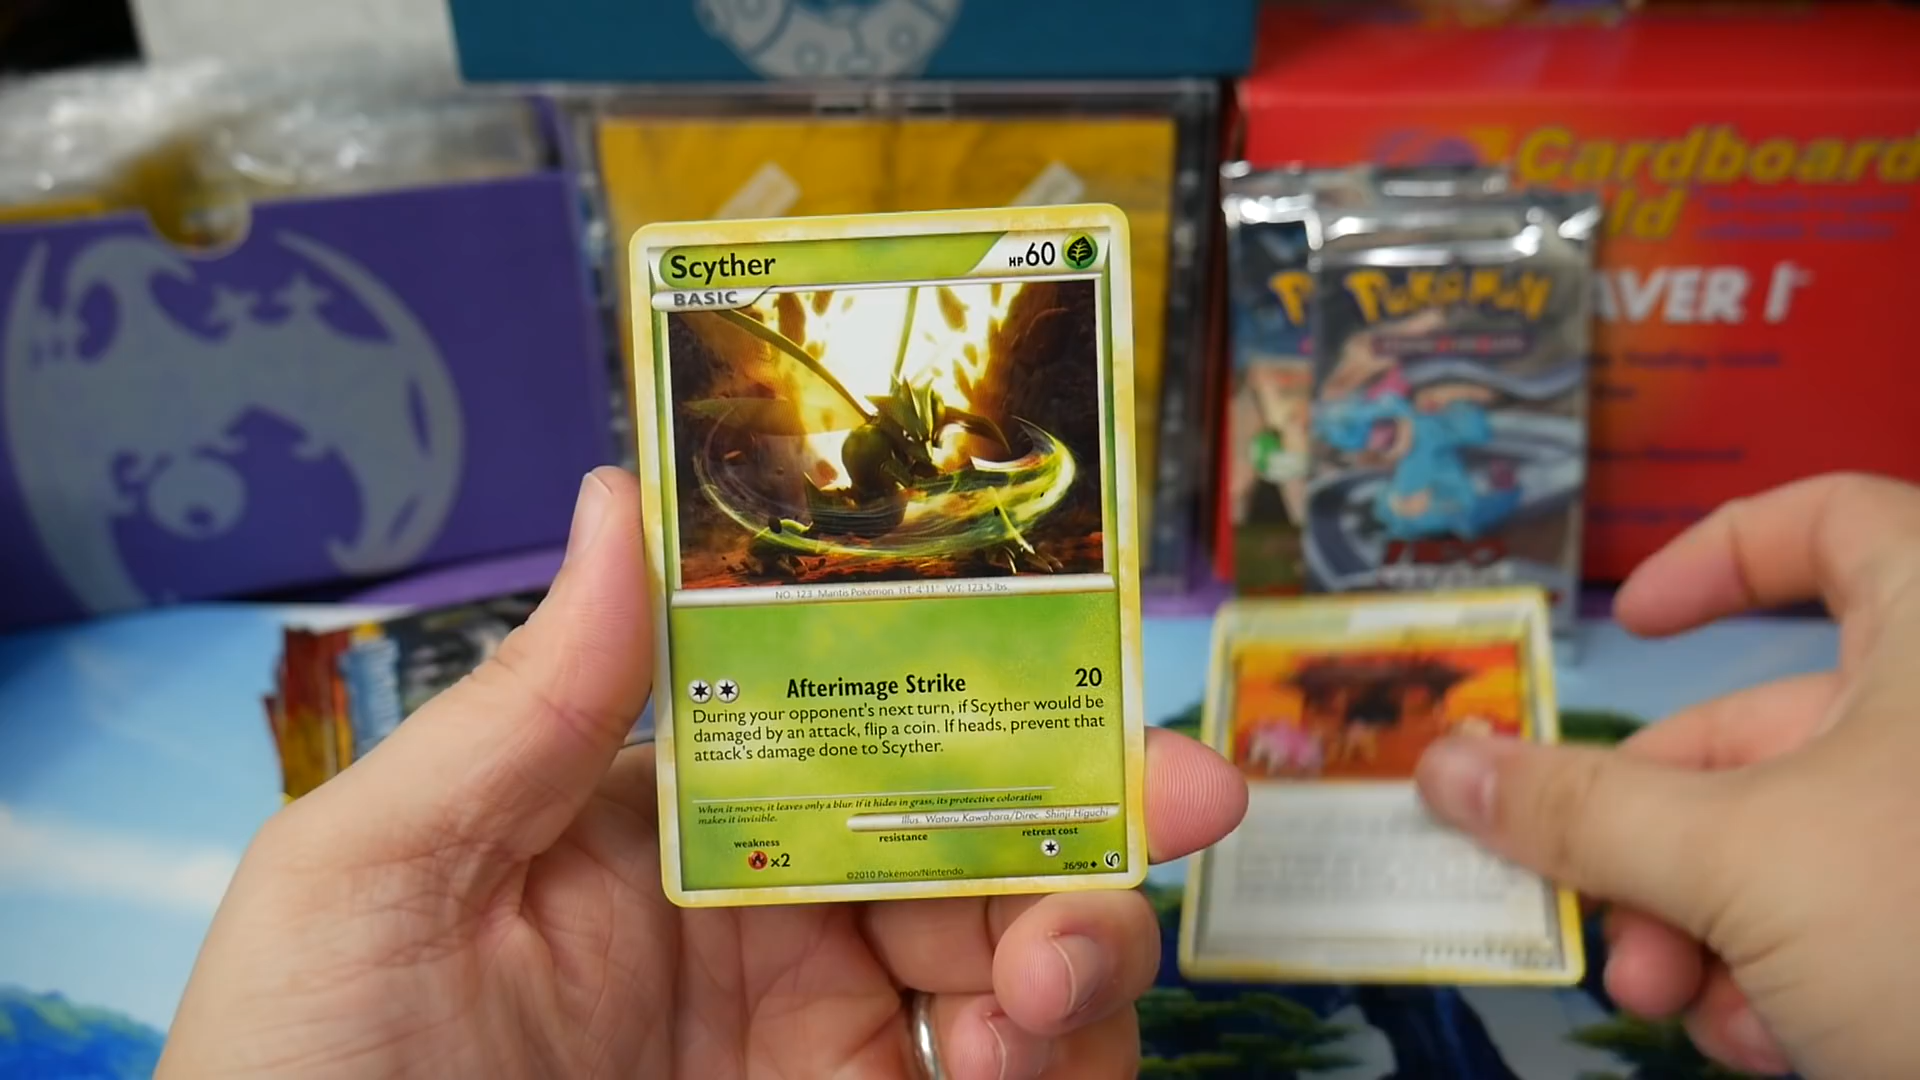 Cardboard
AVER 1
POKéMON
Scyther
HP 60
BASIC
NO. 123 Mantis Pokémon HT: 4'11" WT: 123.5 lbs.
Afterimage Strike 20
During your opponent's next turn, if Scyther would be
damaged by an attack, flip a coin. If heads, prevent that
attack's damage done to Scyther.
When it moves, it leaves only a blur. If it hides in grass, its protective coloration
makes it invisible.
Illus. Wataru Kawahara/Direc. Shinji Higuchi
weakness
resistance
retreat cost
×2
36/90
©2010 Pokémon/Nintendo